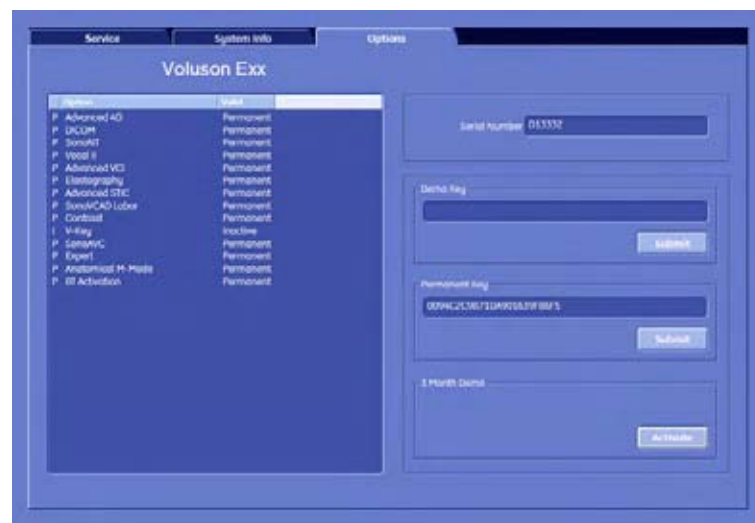 Service System Info Options
Voluson Exx
Option Valid
P Advanced 4D Permanent
P DICOM Permanent
P SonoNT Permanent
P Vocal II Permanent
P Advanced VCI Permanent
P Elastography Permanent
P Advanced STIC Permanent
P SonoVCAD Labor Permanent
P Contrast Permanent
I V-Key Inactive
P SonoAVC Permanent
P Expert Permanent
P Anatomical M-Mode Permanent
P Activation Permanent
Serial Number D13332
Demo Key
Submit
Permanent Key
Submit
3 Month Demo
Activate